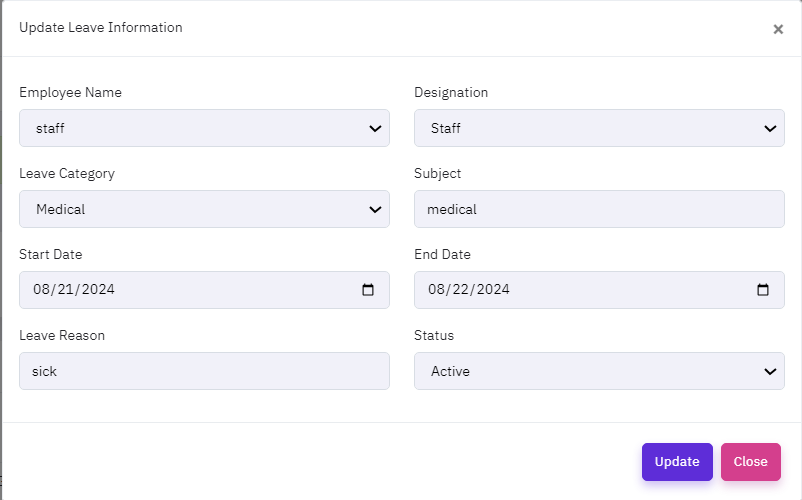 Update Leave Information ×
Employee Name Designation
staff Staff
Leave Category Subject
Medical medical
Start Date End Date
08/21/2024 08/22/2024
Leave Reason Status
sick Active
Update Close